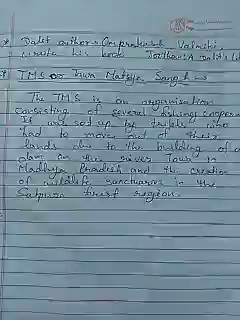 * Dalit author Omprakash Valmiki,
wrote his book Joothan: A Dalit's Li
* TMS or Tawa Matsya Sangh :-
The TMS is an organisation
consisting of several fishing coopera
It was set up by tribals who
had to move out of their
lands due to the building of a
dam on the river Tawa in
Madhya Pradesh and the creation
of wildlife sanctuaries in the
Satpura forest region.